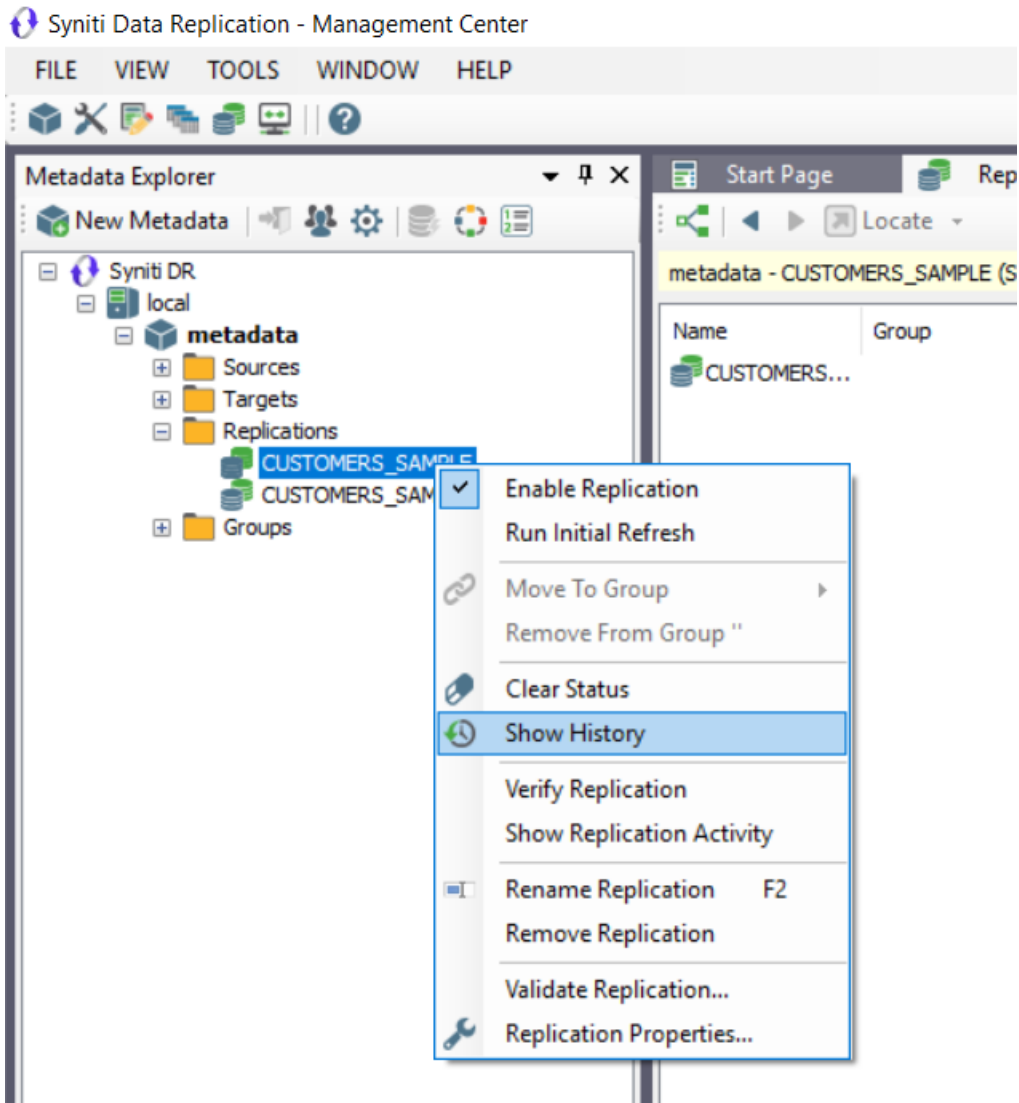 Syniti Data Replication - Management Center
FILE VIEW TOOLS WINDOW HELP
Metadata Explorer
New Metadata
Syniti DR
local
metadata
Sources
Targets
Replications
CUSTOMERS_SAMPLE
CUSTOMERS_SAM
Groups
Enable Replication
Run Initial Refresh
Move To Group
Remove From Group ''
Clear Status
Show History
Verify Replication
Show Replication Activity
Rename Replication F2
Remove Replication
Validate Replication...
Replication Properties...
Start Page Rep
Locate
metadata - CUSTOMERS_SAMPLE (S
Name Group
CUSTOMERS...